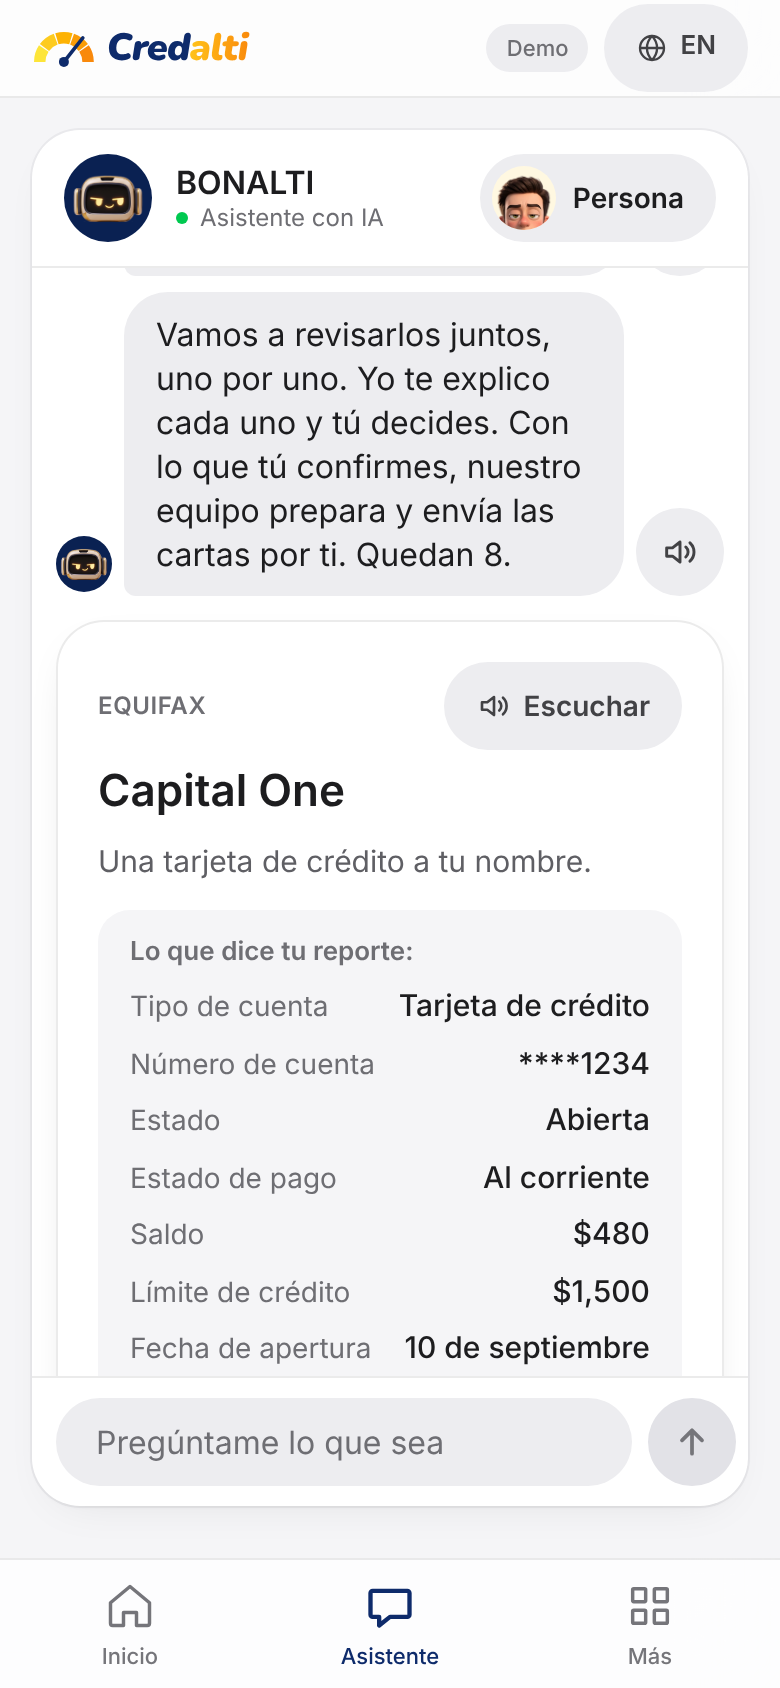 Credalti
Demo
EN
BONALTI
Asistente con IA
Persona
Vamos a revisarlos juntos,
uno por uno. Yo te explico
cada uno y tú decides. Con
lo que tú confirmes, nuestro
equipo prepara y envía las
cartas por ti. Quedan 8.
EQUIFAX
Escuchar
Capital One
Una tarjeta de crédito a tu nombre.
Lo que dice tu reporte:
Tipo de cuenta Tarjeta de crédito
Número de cuenta ****1234
Estado Abierta
Estado de pago Al corriente
Saldo $480
Límite de crédito $1,500
Fecha de apertura 10 de septiembre
Pregúntame lo que sea
Inicio
Asistente
Más